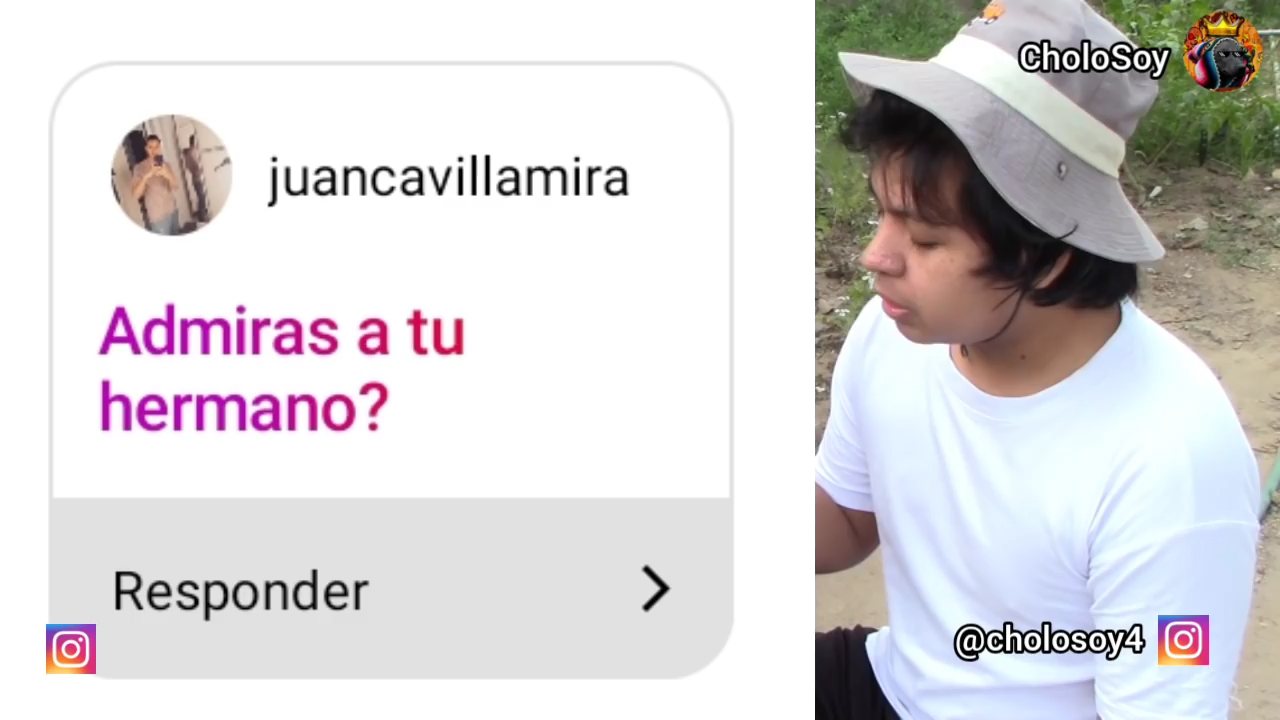 juancavillamira
Admiras a tu
hermano?
Responder
CholoSoy
@cholosoy4